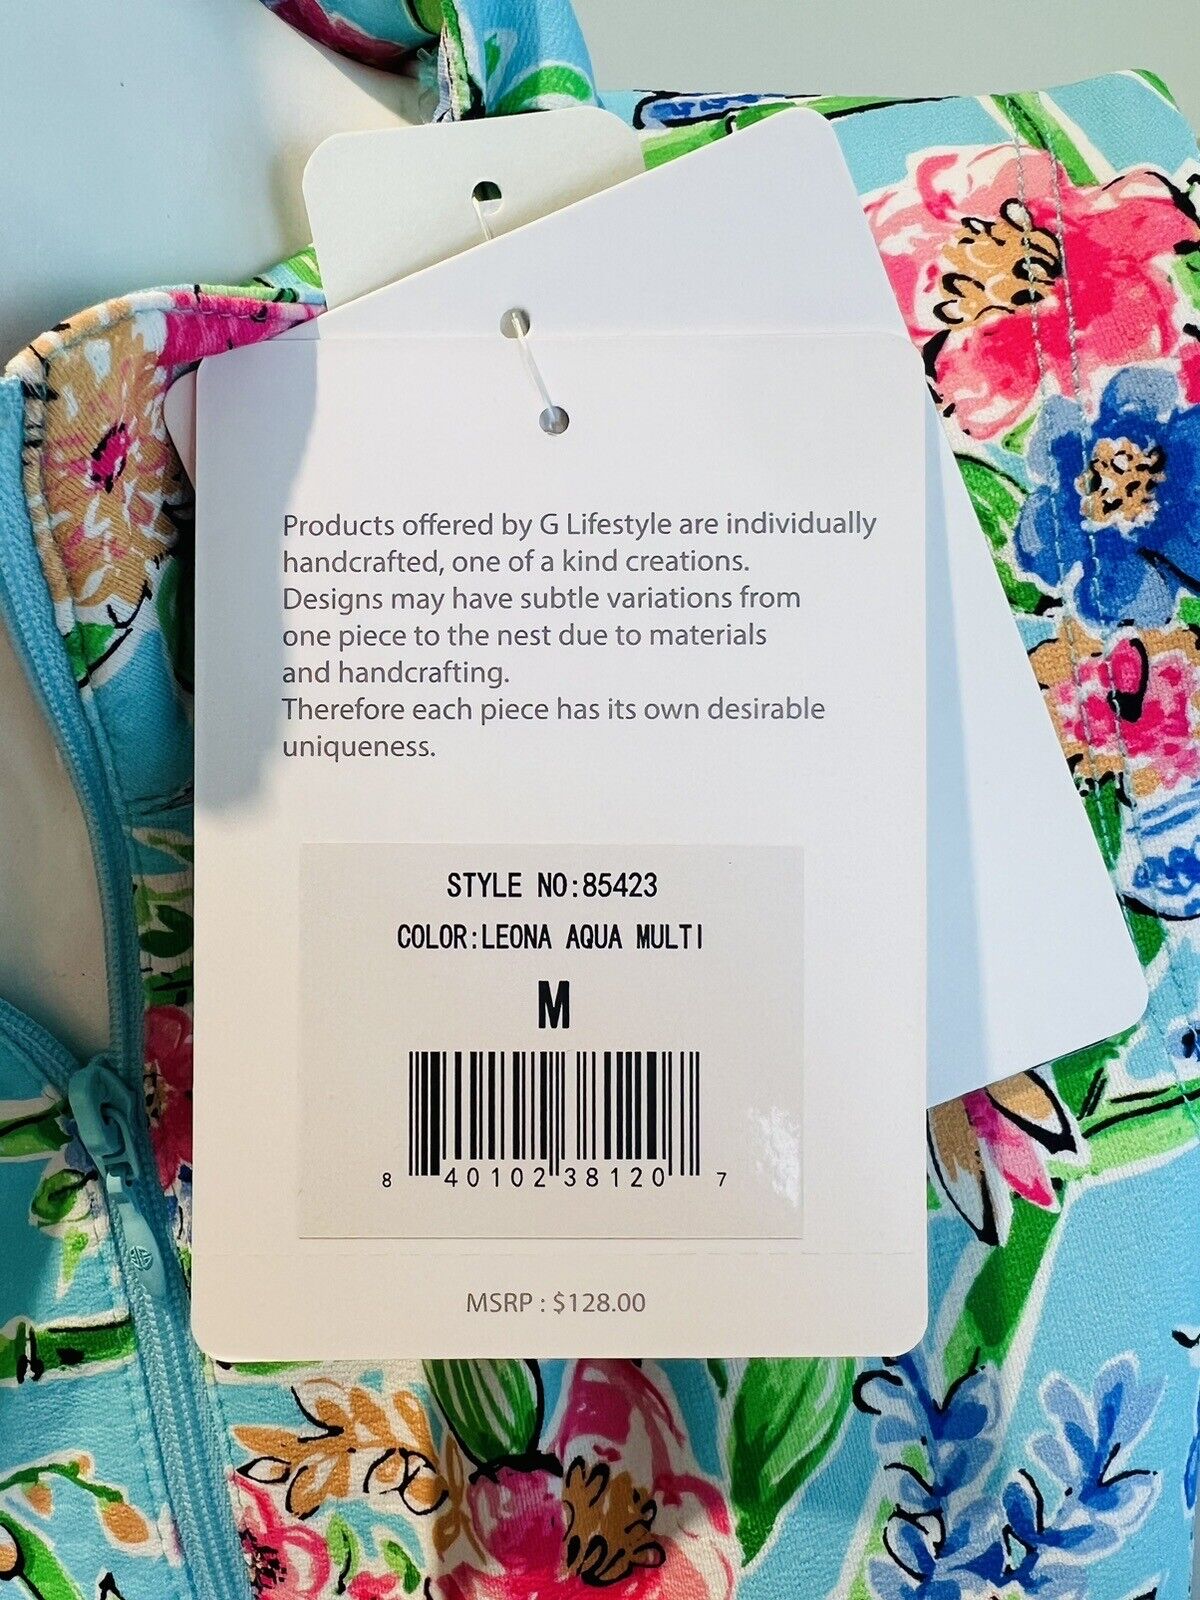 Products offered by G Lifestyle are individually
handcrafted, one of a kind creations.
Designs may have subtle variations from
one piece to the nest due to materials
and handcrafting.
Therefore each piece has its own desirable
uniqueness.
STYLE NO:85423
COLOR:LEONA AQUA MULTI
M
8 40102 38120 7
MSRP : $128.00